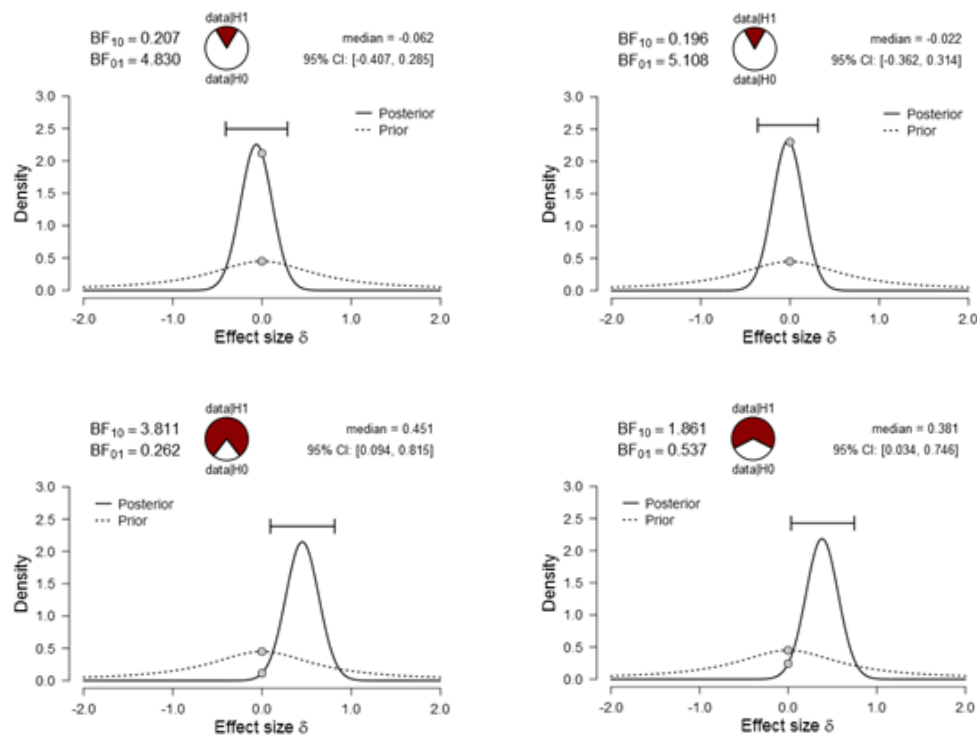 data|H1
BF10 = 0.207
BF01 = 4.830
median = -0.062
95% CI: [-0.407, 0.285]
data|H0
Posterior
Prior
3.0
2.5
2.0
1.5
1.0
0.5
0.0
Density
-2.0 -1.0 0.0 1.0 2.0
Effect size δ
data|H1
BF10 = 0.196
BF01 = 5.108
median = -0.022
95% CI: [-0.362, 0.314]
data|H0
Posterior
Prior
3.0
2.5
2.0
1.5
1.0
0.5
0.0
Density
-2.0 -1.0 0.0 1.0 2.0
Effect size δ
data|H1
BF10 = 3.811
BF01 = 0.262
median = 0.451
95% CI: [0.094, 0.815]
data|H0
Posterior
Prior
3.0
2.5
2.0
1.5
1.0
0.5
0.0
Density
-2.0 -1.0 0.0 1.0 2.0
Effect size δ
data|H1
BF10 = 1.861
BF01 = 0.537
median = 0.381
95% CI: [0.034, 0.746]
data|H0
Posterior
Prior
3.0
2.5
2.0
1.5
1.0
0.5
0.0
Density
-2.0 -1.0 0.0 1.0 2.0
Effect size δ